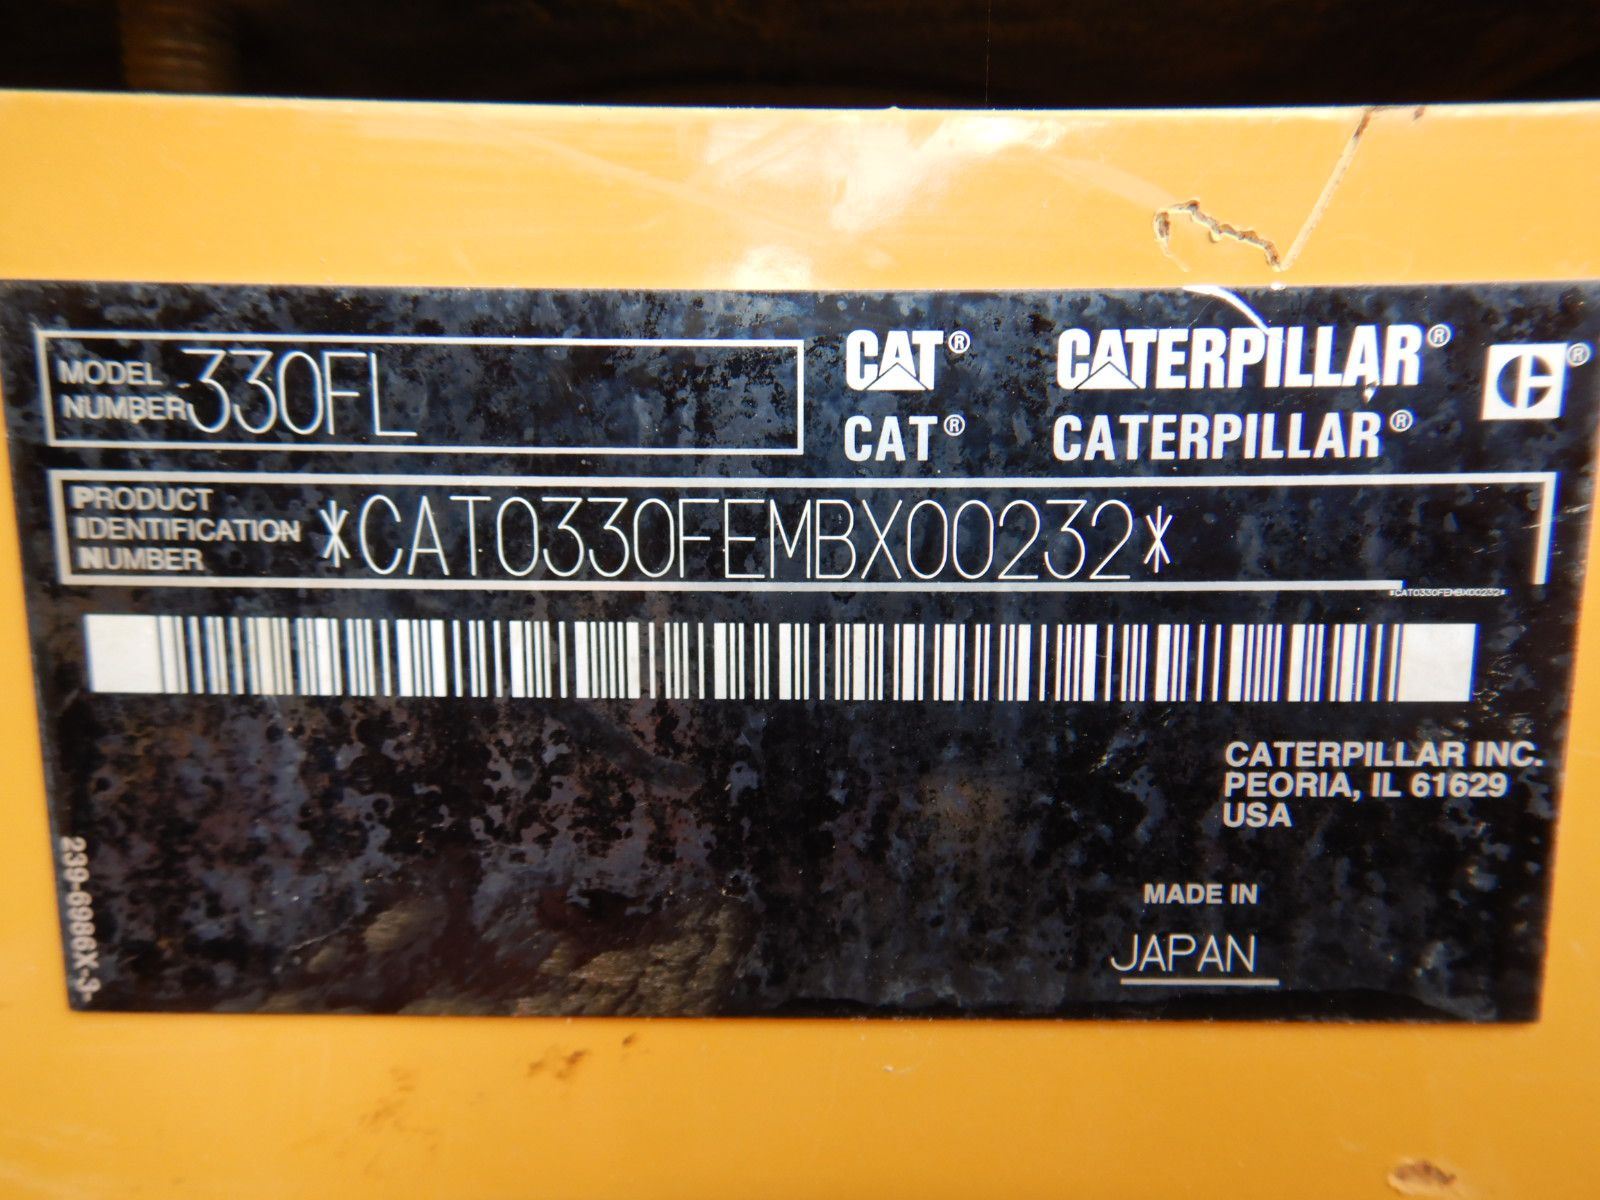 MODEL NUMBER 330FL
CAT® CATERPILLAR®
CAT® CATERPILLAR®
PRODUCT IDENTIFICATION NUMBER *CAT0330FEMBX00232*
*CAT0330FEMBX00232*
CATERPILLAR INC.
PEORIA, IL 61629
USA
MADE IN
JAPAN
239-6986X-3-